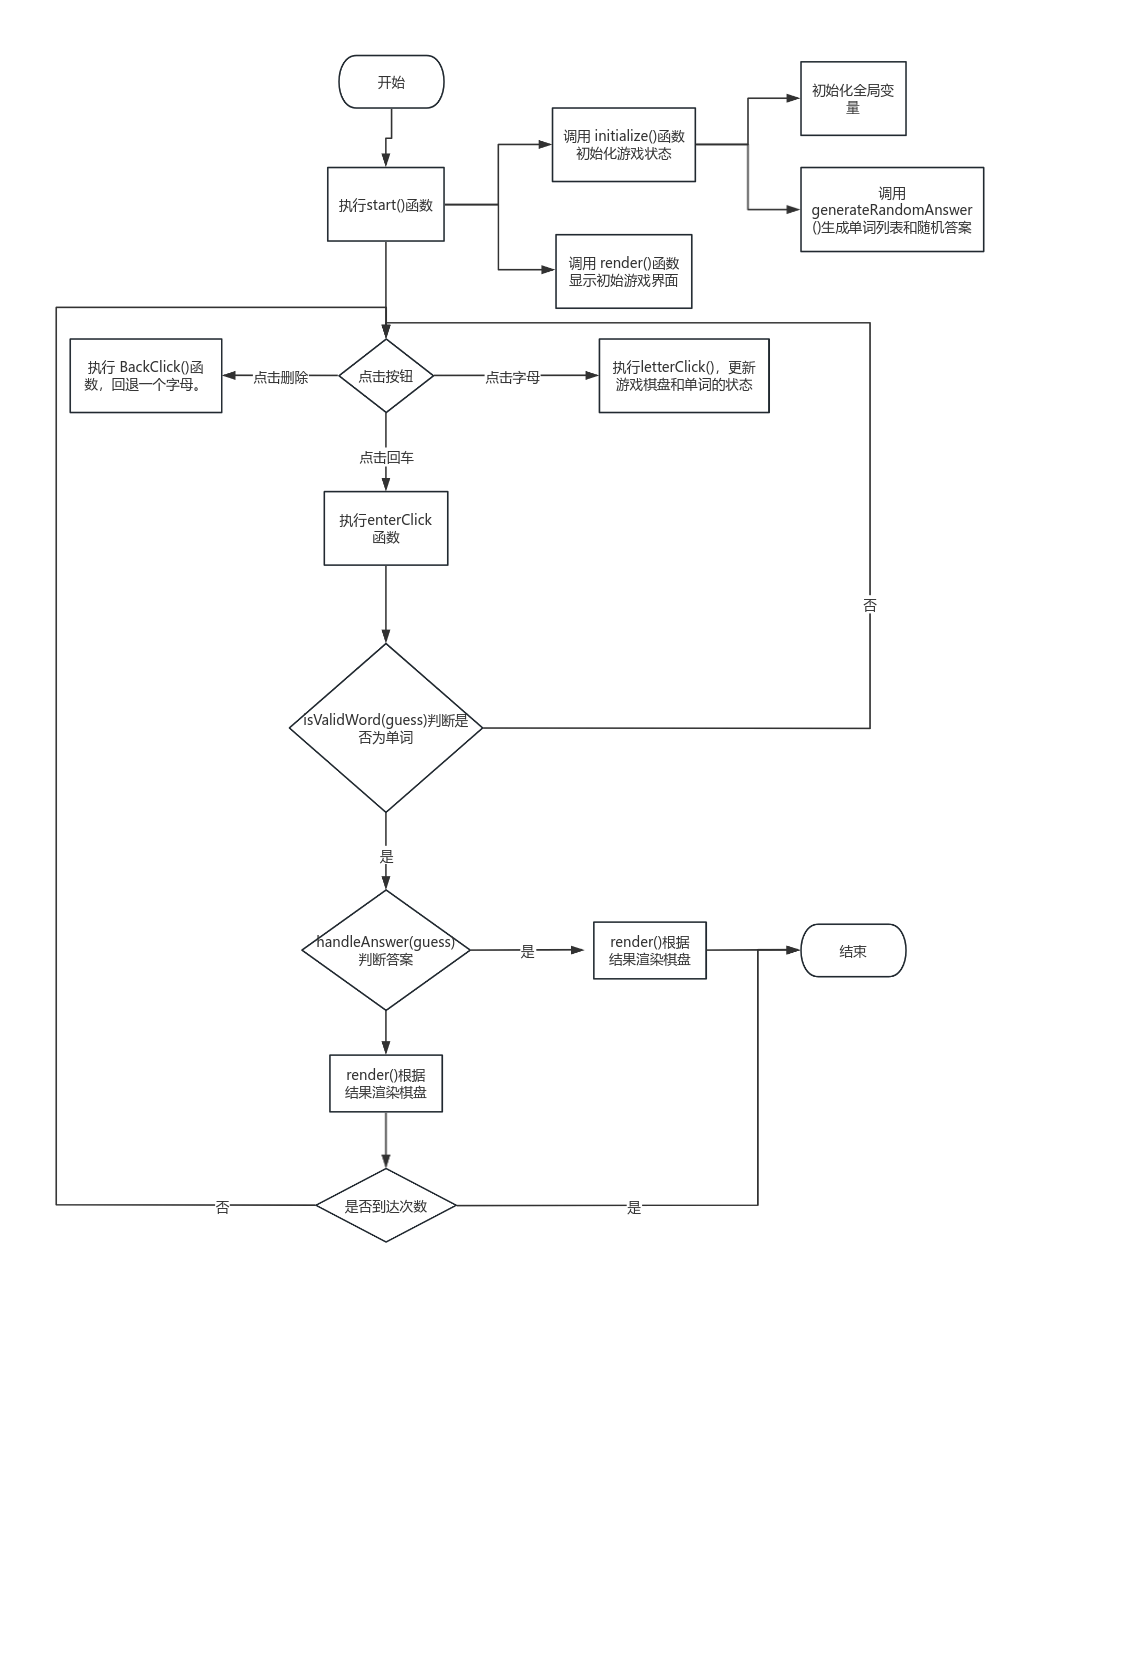 开始
初始化全局变
量
调用 initialize()函数
初始化游戏状态
执行start()函数
调用
generateRandomAnswer
()生成单词列表和随机答案
调用 render()函数
显示初始游戏界面
执行 BackClick()函
数，回退一个字母。
点击删除
点击按钮
点击字母
执行letterClick()，更新
游戏棋盘和单词的状态
点击回车
执行enterClick
函数
否
isValidWord(guess)判断是
否为单词
是
handleAnswer(guess)
判断答案
是
render()根据
结果渲染棋盘
结束
render()根据
结果渲染棋盘
否
是否到达次数
是